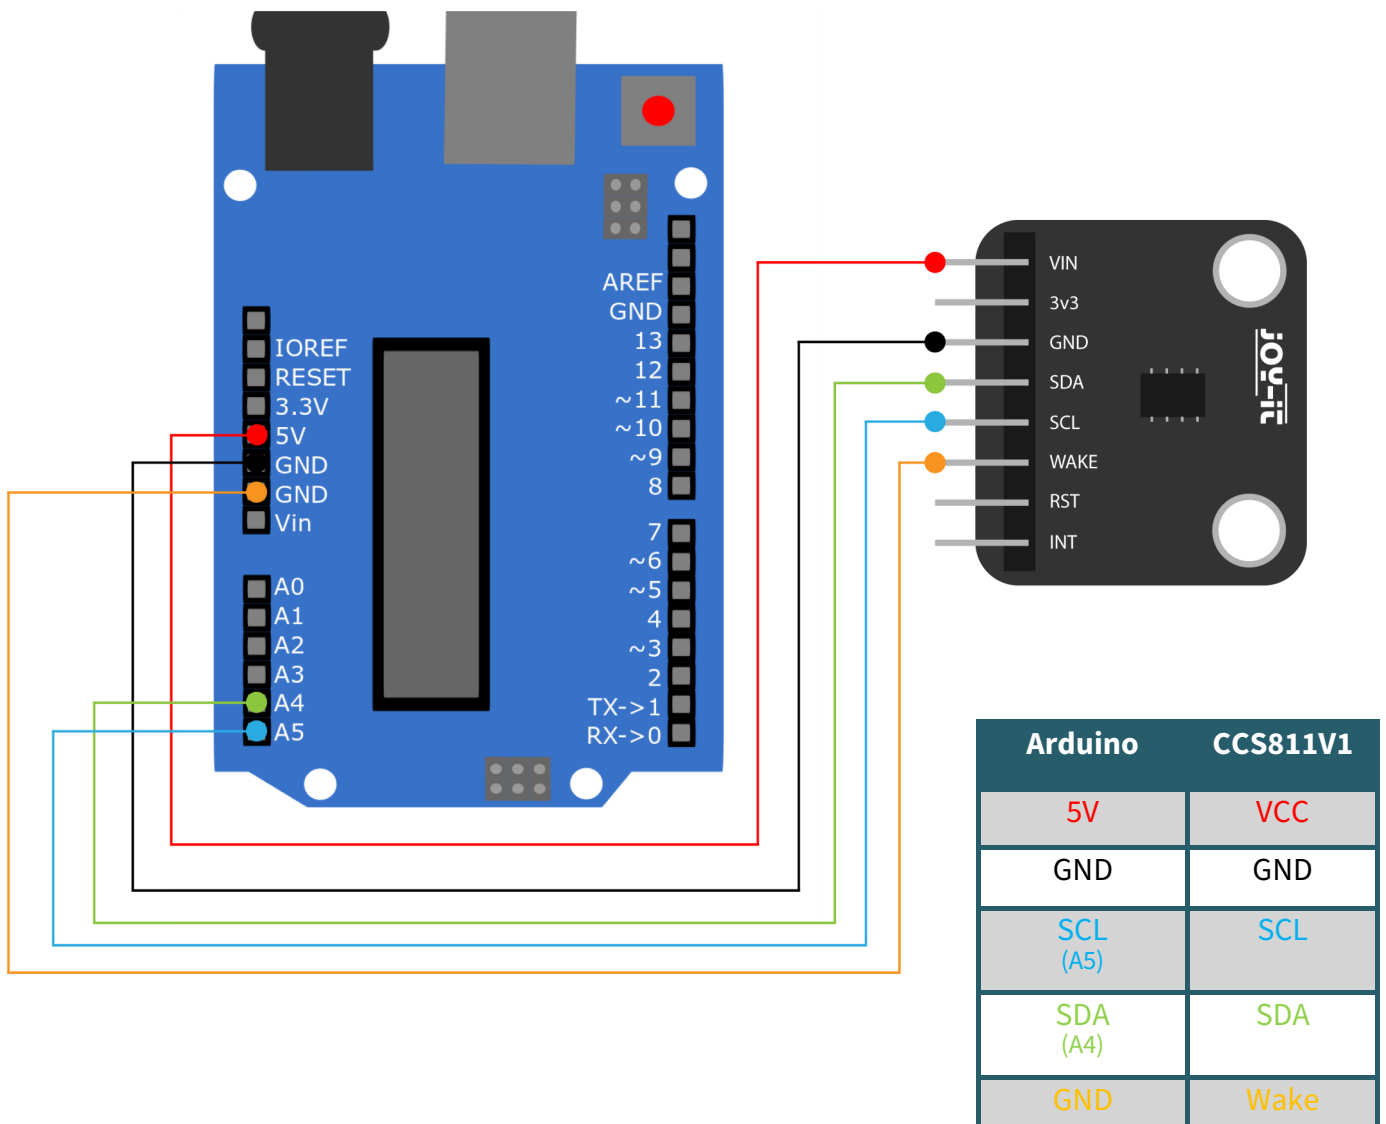 IOREF
RESET
3.3V
5V
GND
GND
Vin
A0
A1
A2
A3
A4
A5
AREF
GND
13
12
~11
~10
~9
8
7
~6
~5
4
~3
2
TX->1
RX->0
VIN
3v3
GND
SDA
SCL
WAKE
RST
INT
JOY-iT
Arduino CCS811V1
5V VCC
GND GND
SCL SCL
(A5)
SDA SDA
(A4)
GND Wake